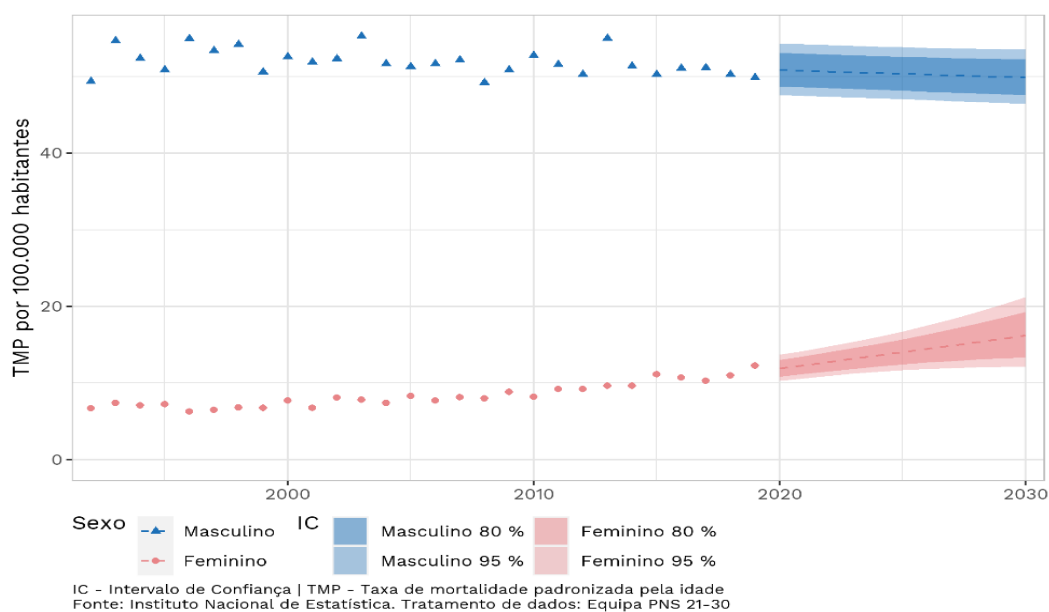 TMP por 100.000 habitantes
40
20
0
2000 2010 2020 2030
Sexo IC
Masculino Masculino 80 % Feminino 80 %
Feminino Masculino 95 % Feminino 95 %
IC - Intervalo de Confiança | TMP - Taxa de mortalidade padronizada pela idade
Fonte: Instituto Nacional de Estatística. Tratamento de dados: Equipa PNS 21-30